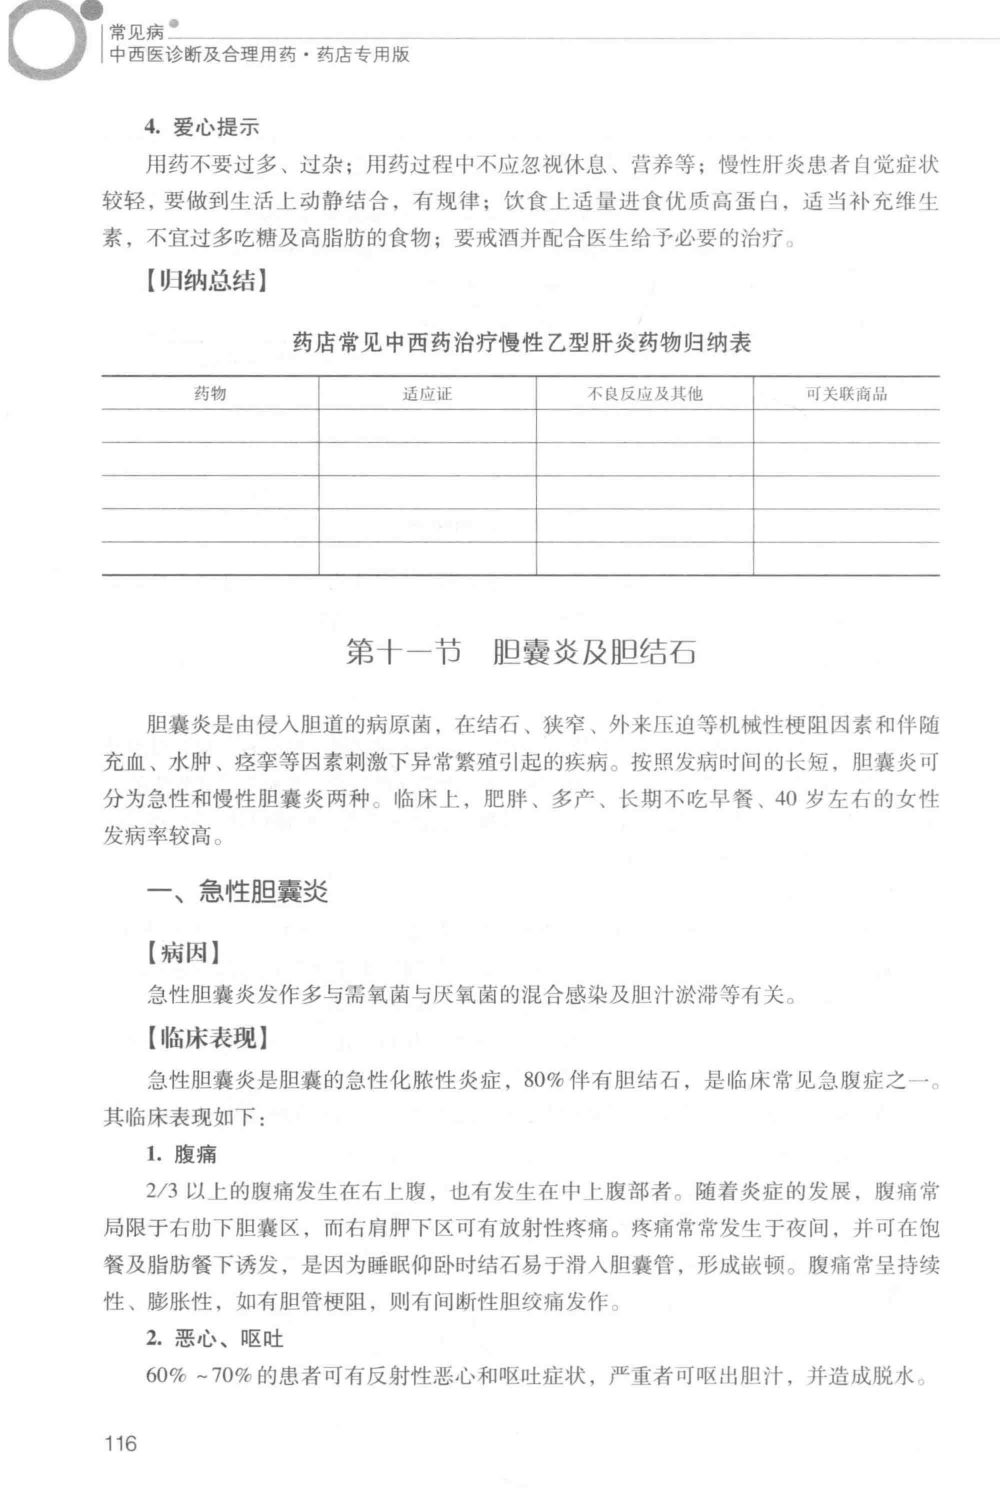 常见病
中西医诊断及合理用药·药店专用版
4. 爱心提示
用药不要过多、过杂；用药过程中不应忽视休息、营养等；慢性肝炎患者自觉症状
较轻，要做到生活上动静结合，有规律；饮食上适量进食优质高蛋白，适当补充维生
素，不宜过多吃糖及高脂肪的食物；要戒酒并配合医生给予必要的治疗。
【归纳总结】
药店常见中西药治疗慢性乙型肝炎药物归纳表
药物 适应证 不良反应及其他 可关联商品
第十一节 胆囊炎及胆结石
胆囊炎是由侵入胆道的病原菌，在结石、狭窄、外来压迫等机械性梗阻因素和伴随
充血、水肿、痉挛等因素刺激下异常繁殖引起的疾病。按照发病时间的长短，胆囊炎可
分为急性和慢性胆囊炎两种。临床上，肥胖、多产、长期不吃早餐、40 岁左右的女性
发病率较高。
一、急性胆囊炎
【病因】
急性胆囊炎发作多与需氧菌与厌氧菌的混合感染及胆汁淤滞等有关。
【临床表现】
急性胆囊炎是胆囊的急性化脓性炎症，80% 伴有胆结石，是临床常见急腹症之一。
其临床表现如下：
1. 腹痛
2/3 以上的腹痛发生在右上腹，也有发生在中上腹部者。随着炎症的发展，腹痛常
局限于右肋下胆囊区，而右肩胛下区可有放射性疼痛。疼痛常常发生于夜间，并可在饱
餐及脂肪餐下诱发，是因为睡眠仰卧时结石易于滑入胆囊管，形成嵌顿。腹痛常呈持续
性、膨胀性，如有胆管梗阻，则有间断性胆绞痛发作。
2. 恶心、呕吐
60% ~70% 的患者可有反射性恶心和呕吐症状，严重者可呕出胆汁，并造成脱水。
116